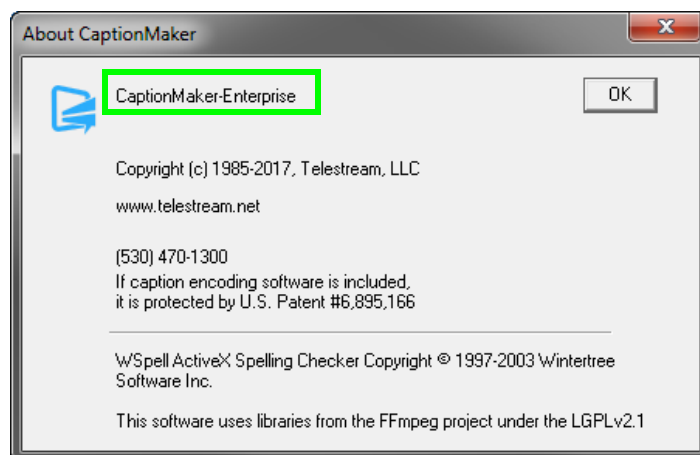 About CaptionMaker
CaptionMaker-Enterprise
OK
Copyright (c) 1985-2017, Telestream, LLC
www.telestream.net
(530) 470-1300
If caption encoding software is included,
it is protected by U.S. Patent #6,895,166
WSpell ActiveX Spelling Checker Copyright © 1997-2003 Wintertree
Software Inc.
This software uses libraries from the FFmpeg project under the LGPLv2.1